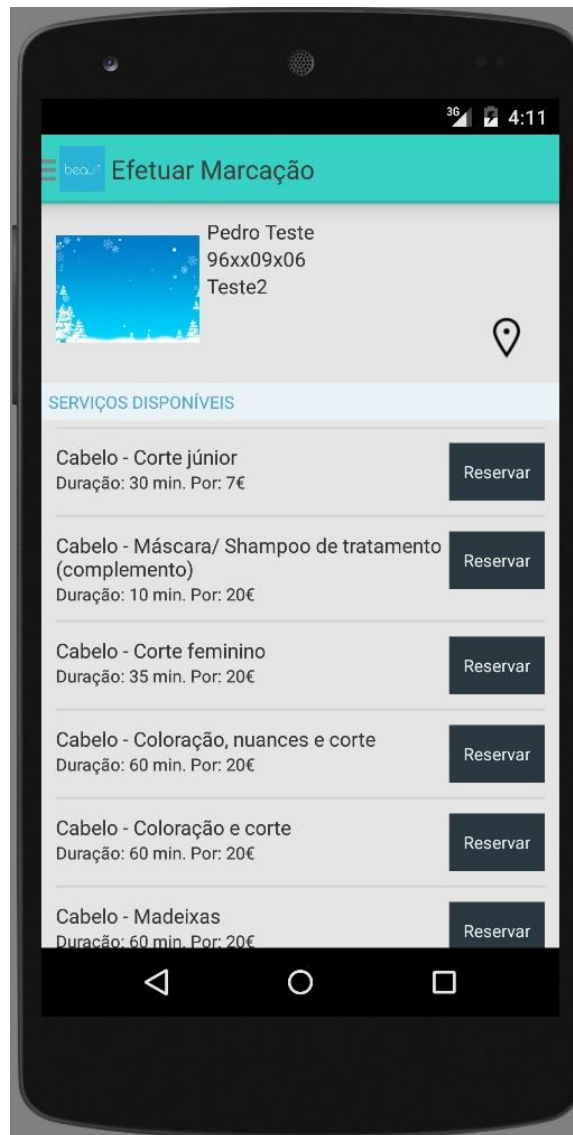 3G 4:11
Efetuar Marcação
Pedro Teste
96xx09x06
Teste2
SERVIÇOS DISPONÍVEIS
Cabelo - Corte júnior
Duração: 30 min. Por: 7€
Reservar
Cabelo - Máscara/ Shampoo de tratamento
(complemento)
Duração: 10 min. Por: 20€
Reservar
Cabelo - Corte feminino
Duração: 35 min. Por: 20€
Reservar
Cabelo - Coloração, nuances e corte
Duração: 60 min. Por: 20€
Reservar
Cabelo - Coloração e corte
Duração: 60 min. Por: 20€
Reservar
Cabelo - Madeixas
Duração: 60 min. Por: 20€
Reservar